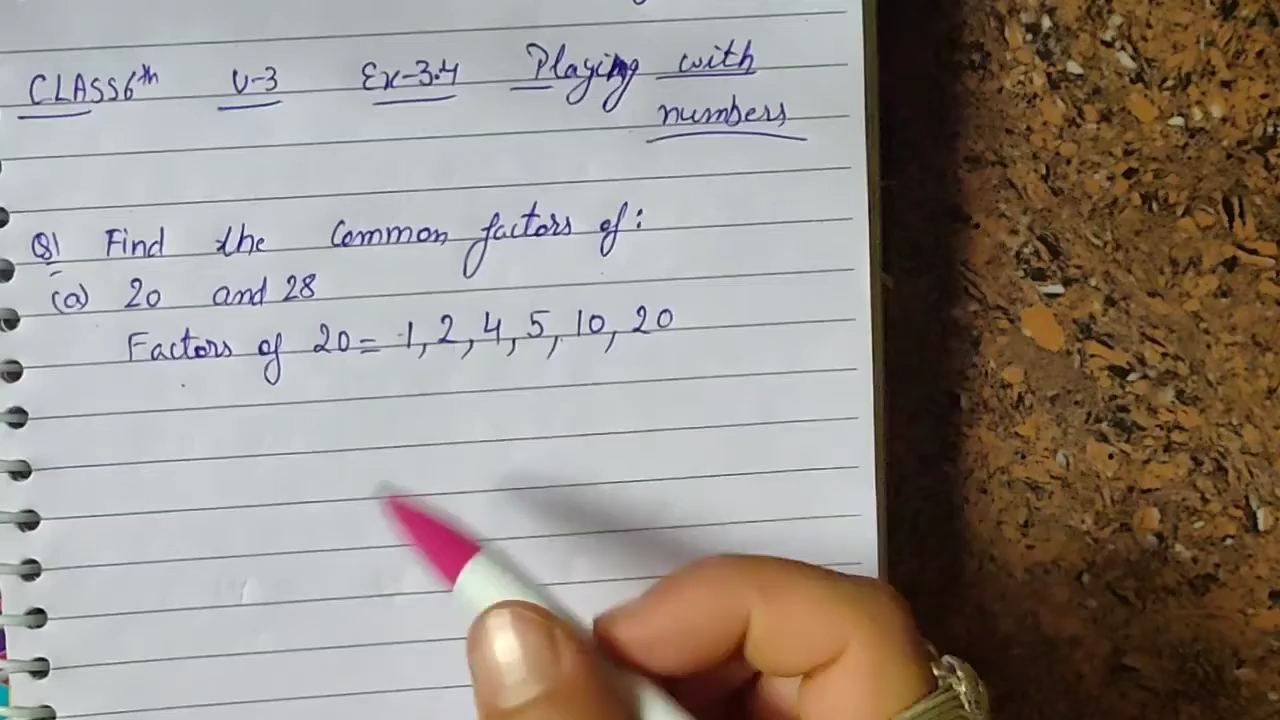 CLASS 6th U-3 Ex-3.4 Playing with
numbers
Q1 Find the Common factors of:
(a) 20 and 28
Factors of 20 = 1, 2, 4, 5, 10, 20